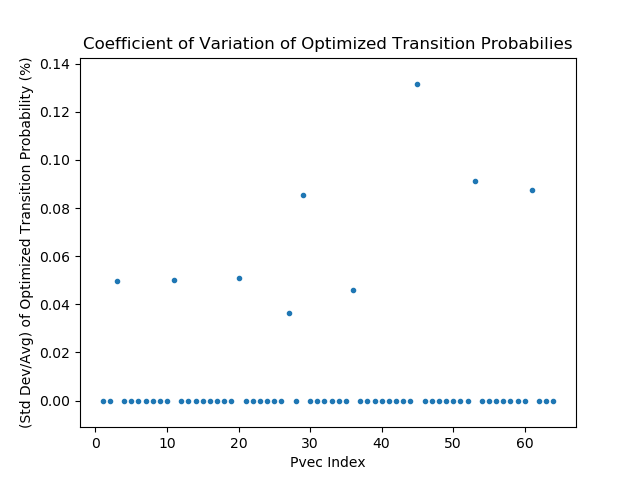 Coefficient of Variation of Optimized Transition Probabilies
(Std Dev/Avg) of Optimized Transition Probability (%)
0.14
0.12
0.10
0.08
0.06
0.04
0.02
0.00
0 10 20 30 40 50 60
Pvec Index